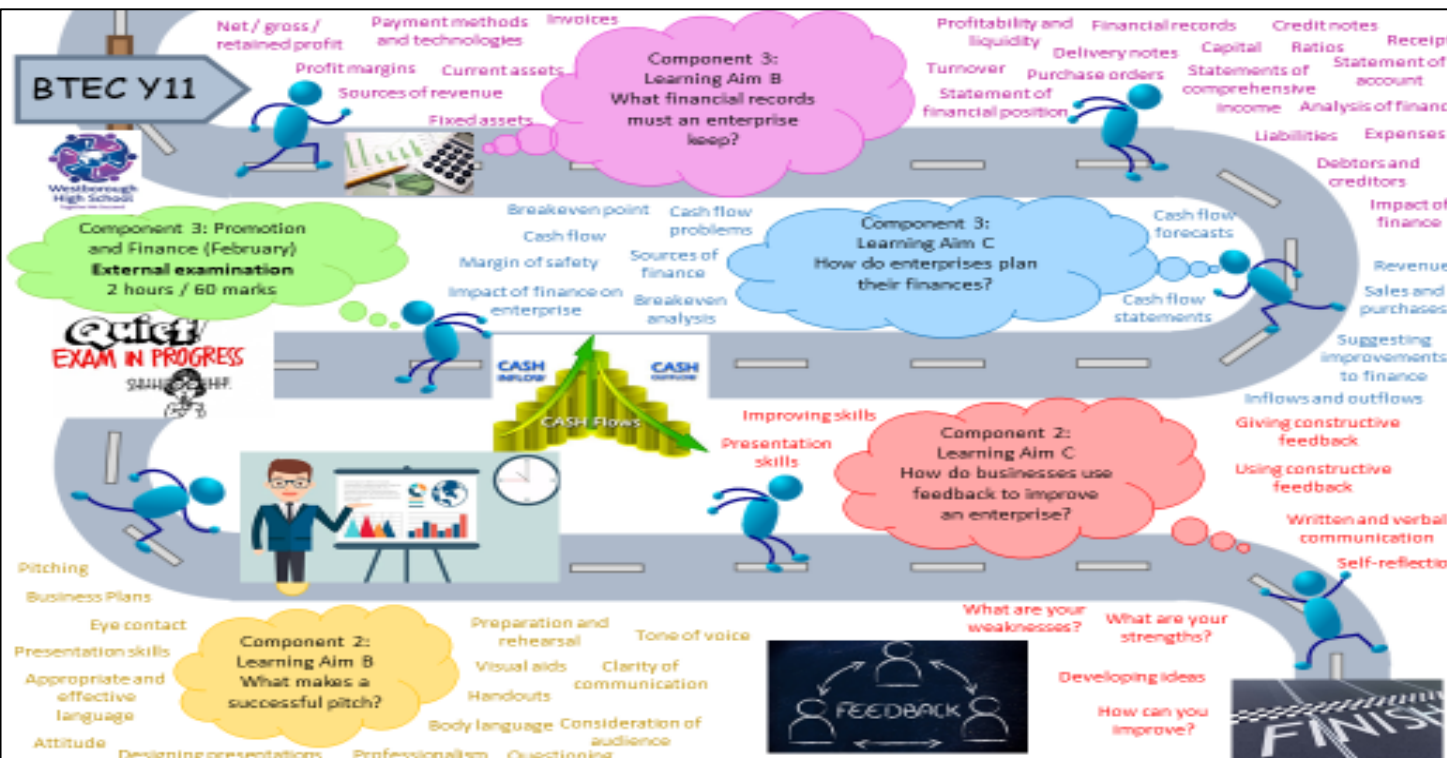 BTEC Y11
Net / gross /
retained profit
Payment methods
and technologies
Invoices
Profit margins
Current assets
Sources of revenue
Fixed assets
Component 3:
Learning Aim B
What financial records
must an enterprise
keep?
Profitability and
liquidity
Financial records
Credit notes
Delivery notes
Capital
Ratios
Receip
Turnover
Purchase orders
Statements of
comprehensive
income
Statement of
account
Statement of
financial position
Analysis of financ
Liabilities
Expenses
Debtors and
creditors
Impact of
finance
Westborough
High School
Component 3: Promotion
and Finance (February)
External examination
2 hours / 60 marks
Breakeven point
Cash flow
problems
Cash flow
Margin of safety
Sources of
finance
Impact of finance on
enterprise
Breakeven
analysis
Component 3:
Learning Aim C
How do enterprises plan
their finances?
Cash flow
forecasts
Cash flow
statements
Revenue
Sales and
purchases
Suggesting
improvements
to finance
Inflows and outflows
Quiet!
EXAM IN PROGRESS
CASH
INFLOW
CASH
OUTFLOW
CASH Flows
Improving skills
Presentation
skills
Component 2:
Learning Aim C
How do businesses use
feedback to improve
an enterprise?
Giving constructive
feedback
Using constructive
feedback
Written and verbal
communication
Self-reflectio
Pitching
Business Plans
Eye contact
Presentation skills
Appropriate and
effective
language
Attitude
Designing presentations
Component 2:
Learning Aim B
What makes a
successful pitch?
Preparation and
rehearsal
Tone of voice
Visual aids
Clarity of
communication
Handouts
Body language
Consideration of
audience
Professionalism
Questioning
FEEDBACK
What are your
weaknesses?
What are your
strengths?
Developing ideas
How can you
improve?
FINISH